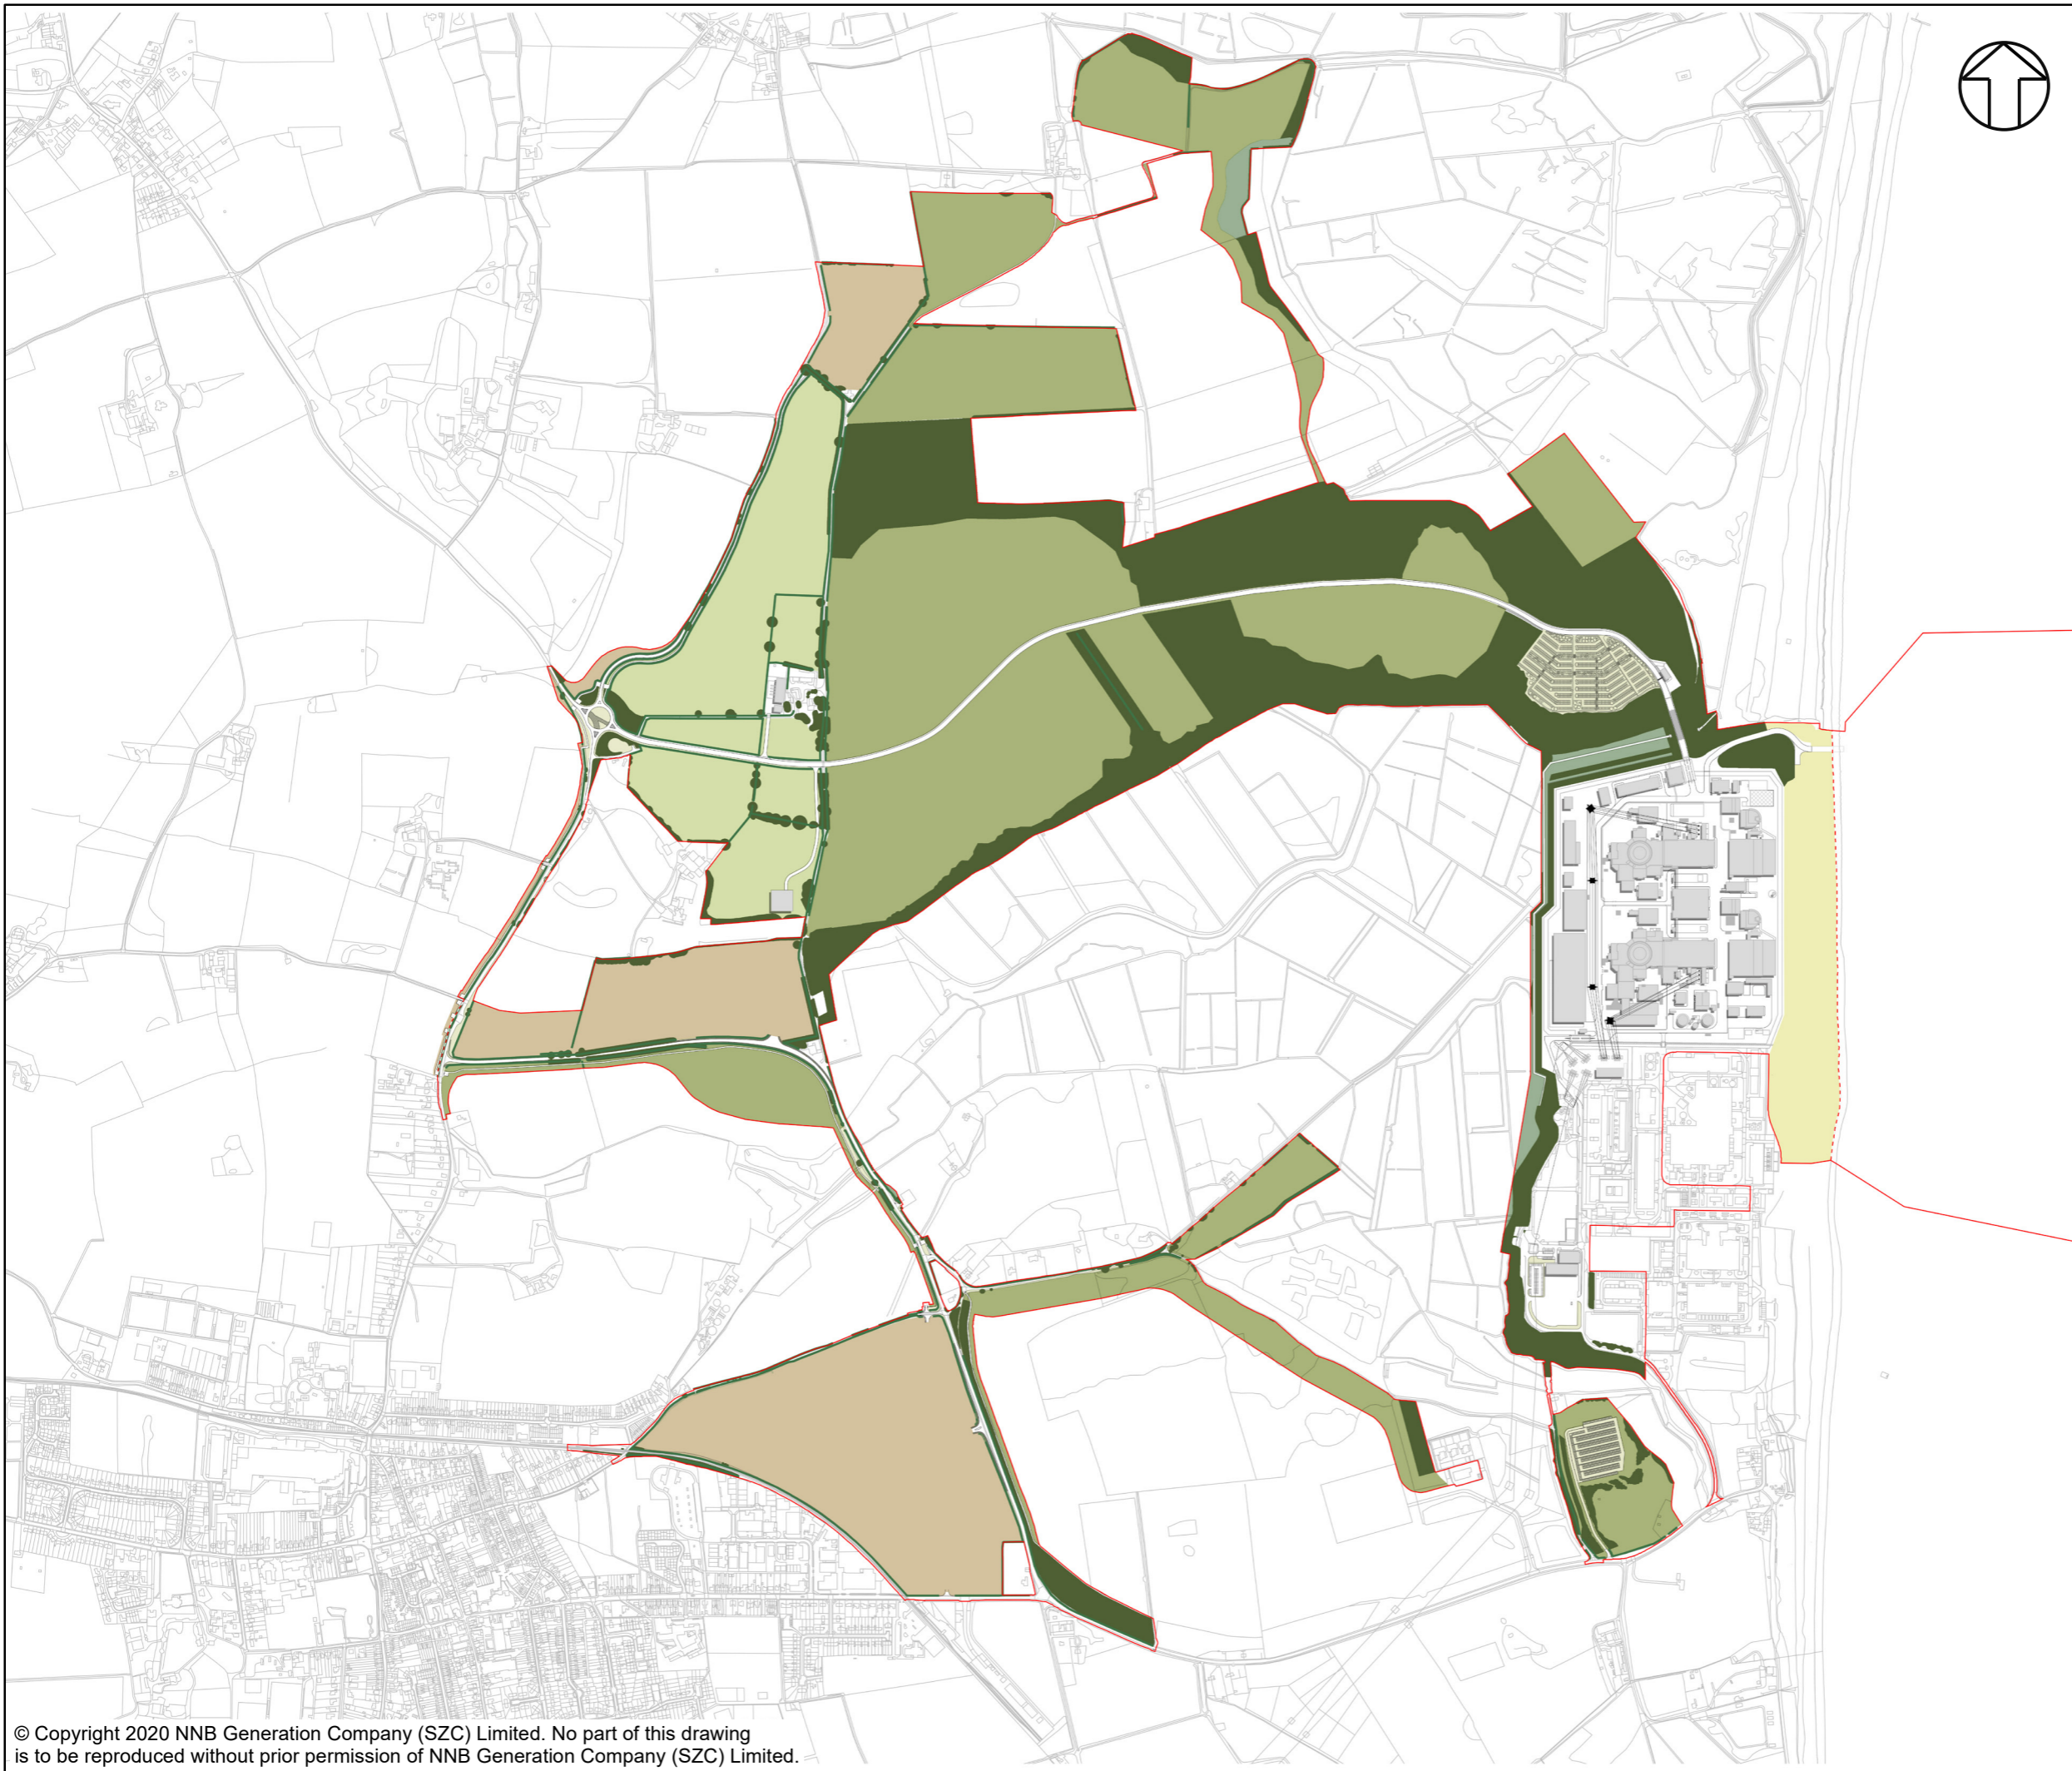 © Copyright 2020 NNB Generation Company (SZC) Limited. No part of this drawing
is to be reproduced without prior permission of NNB Generation Company (SZC) Limited.